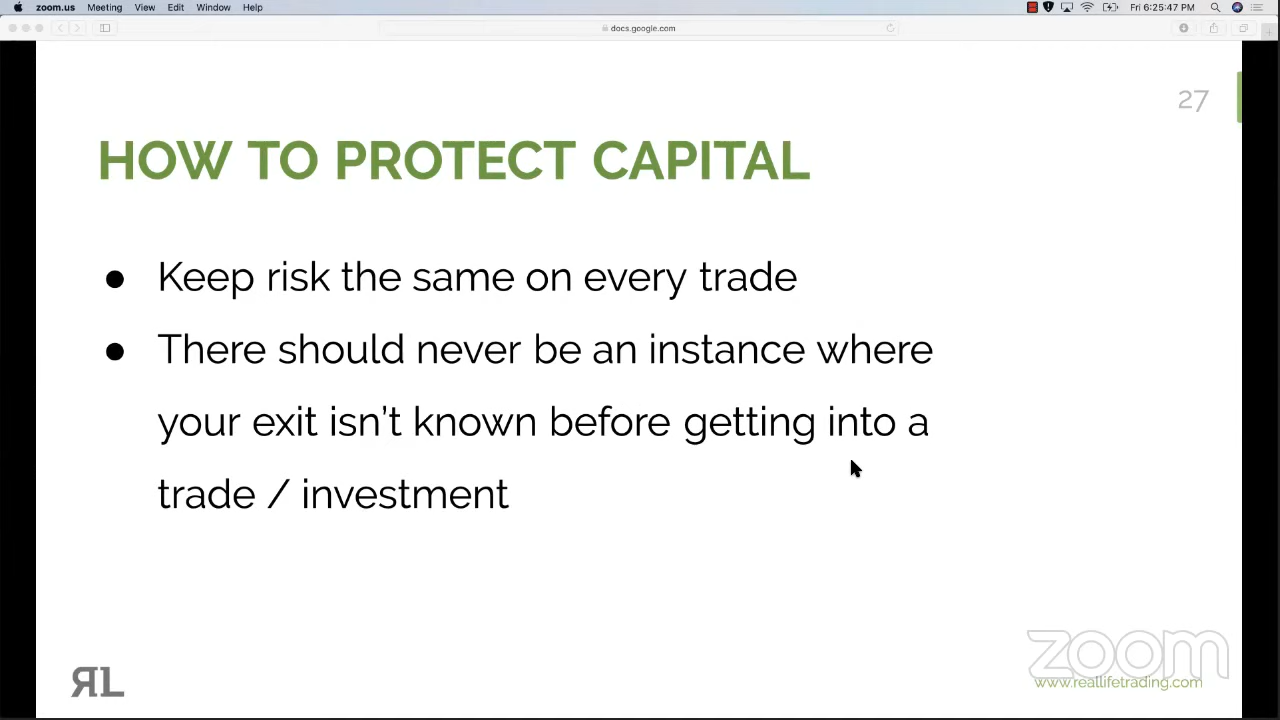 zoom.us Meeting View Edit Window Help Fri 6:25:47 PM
docs.google.com
27
HOW TO PROTECT CAPITAL
● Keep risk the same on every trade
● There should never be an instance where
your exit isn't known before getting into a
trade / investment
zoom
RL
www.reallifetrading.com